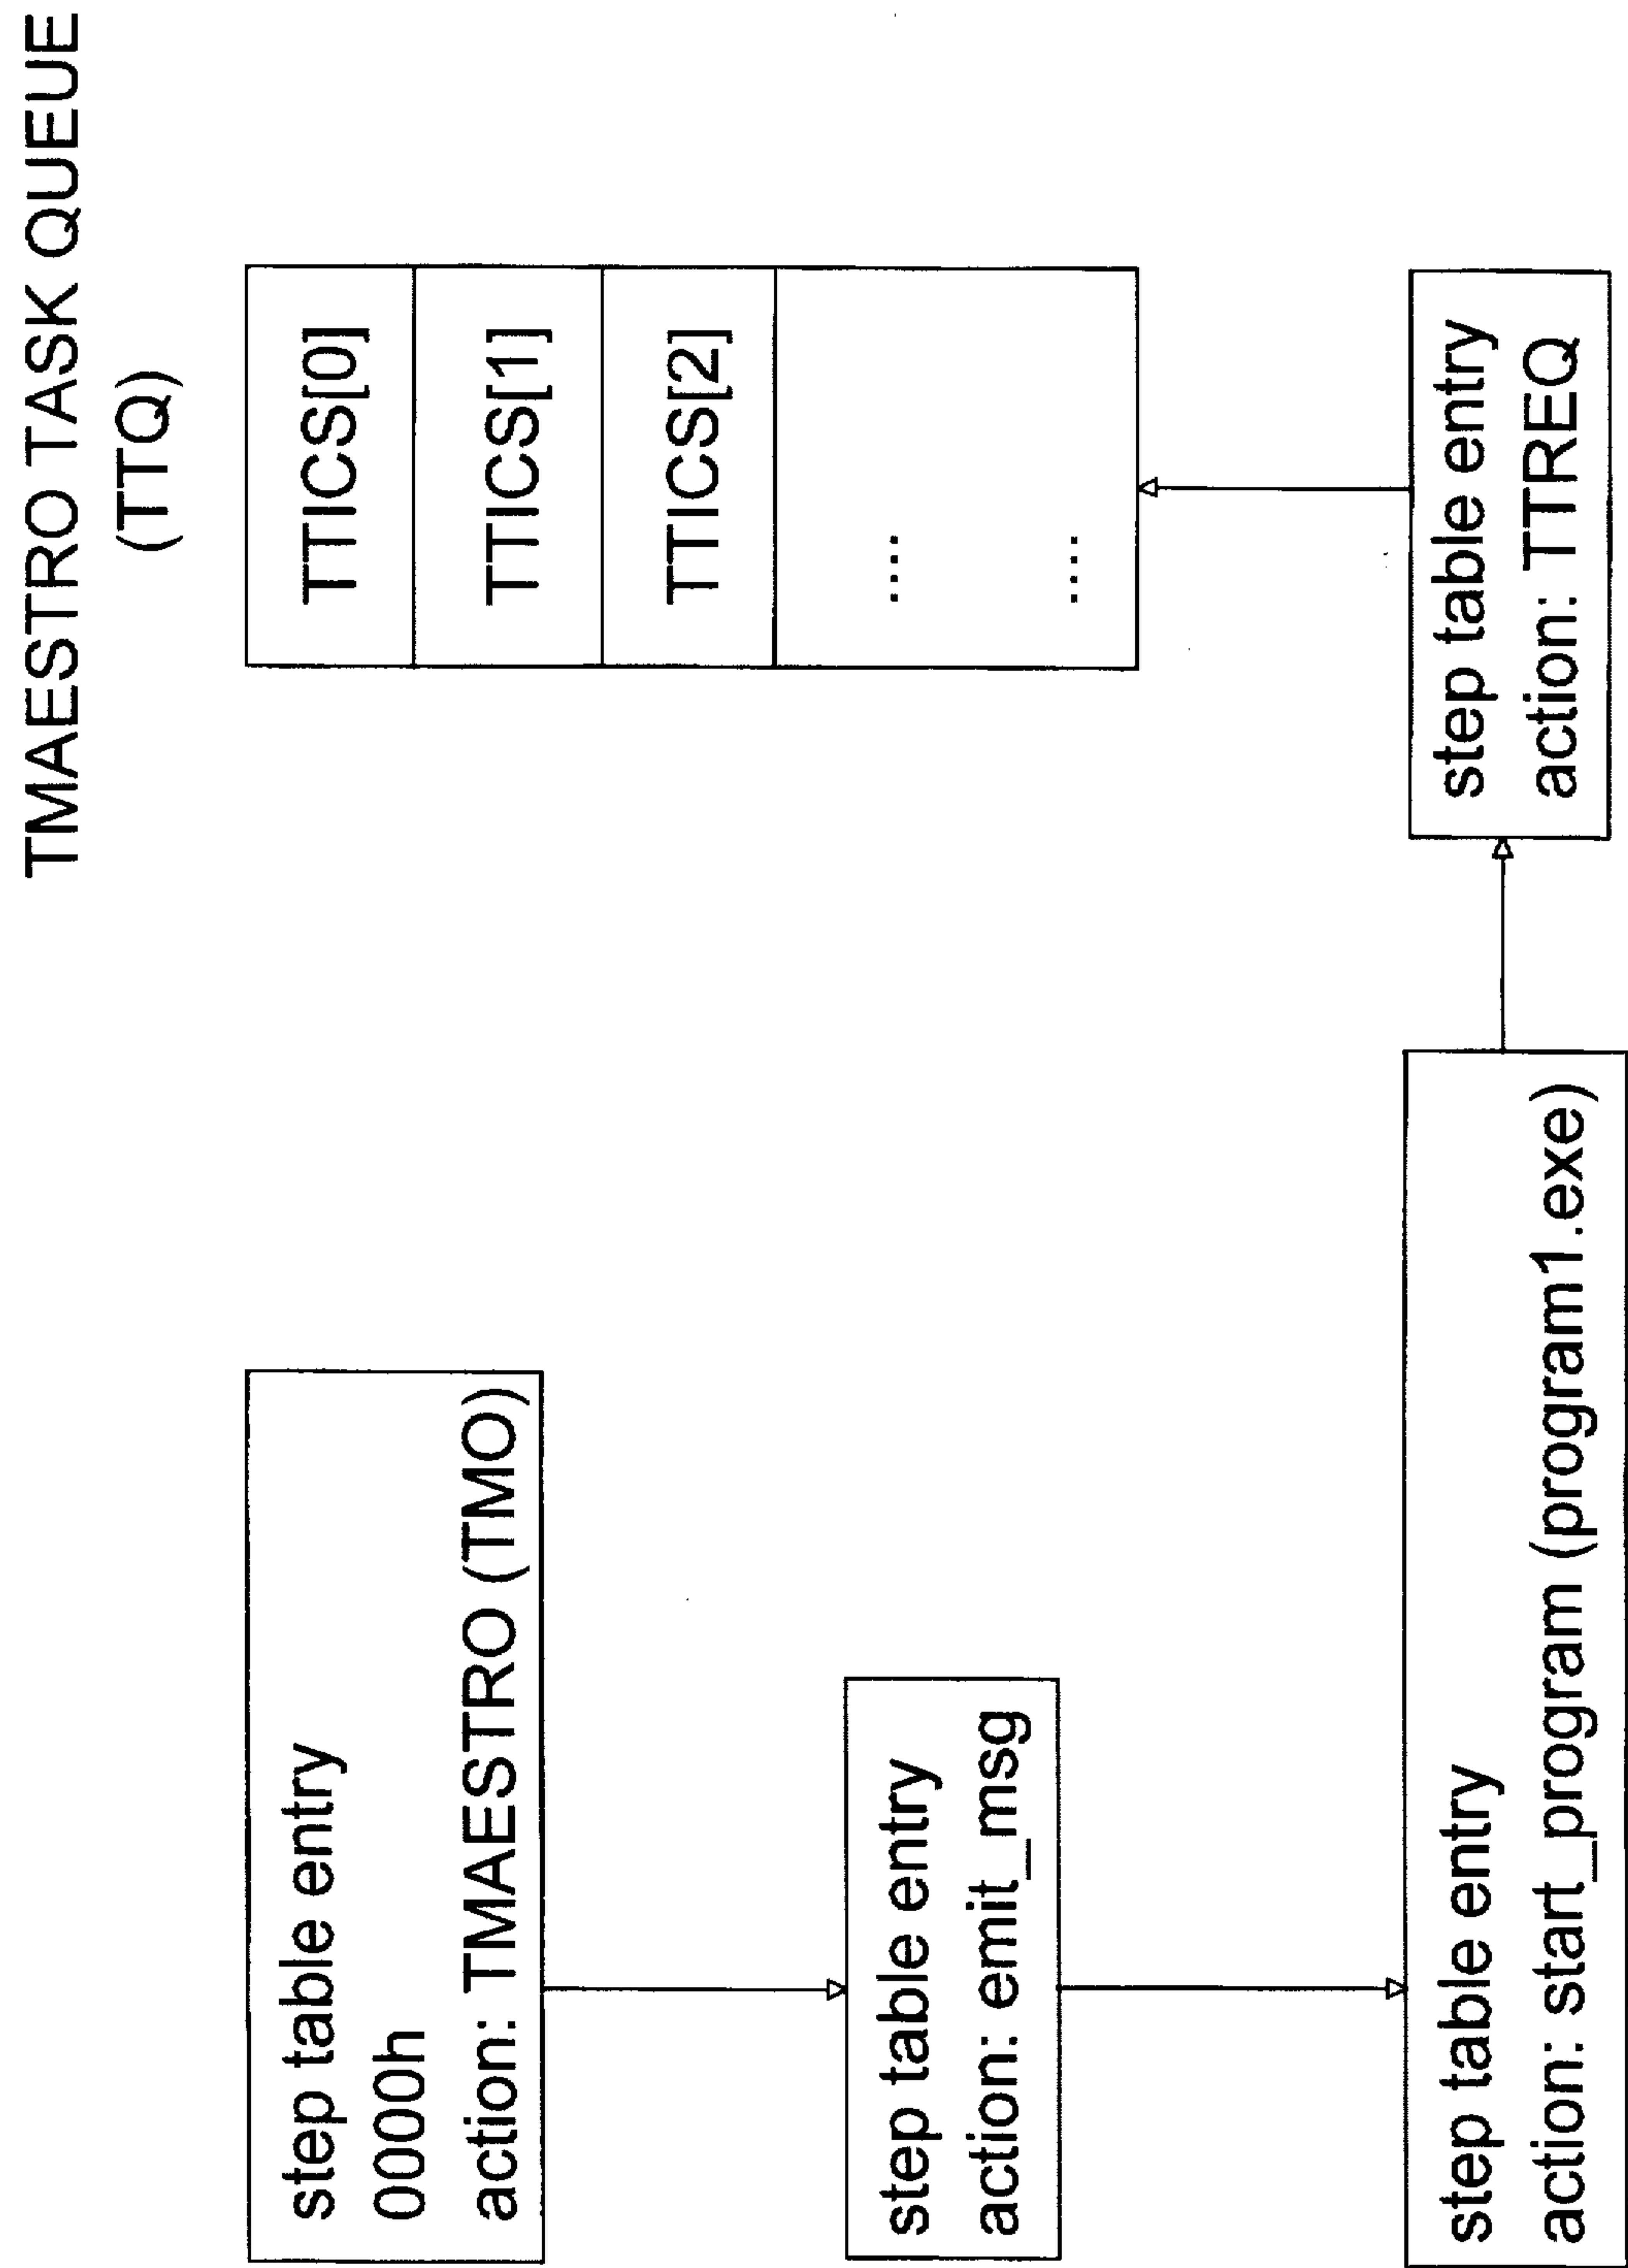 TMAESTRO TASK QUEUE
(TTQ)
step table entry
0000h
action: TMAESTRO (TMO)
TTICS[0]
TTICS[1]
TTICS[2]
....
....
step table entry
action: emit_msg
step table entry
action: start_program (program1.exe)
step table entry
action: TTREQ